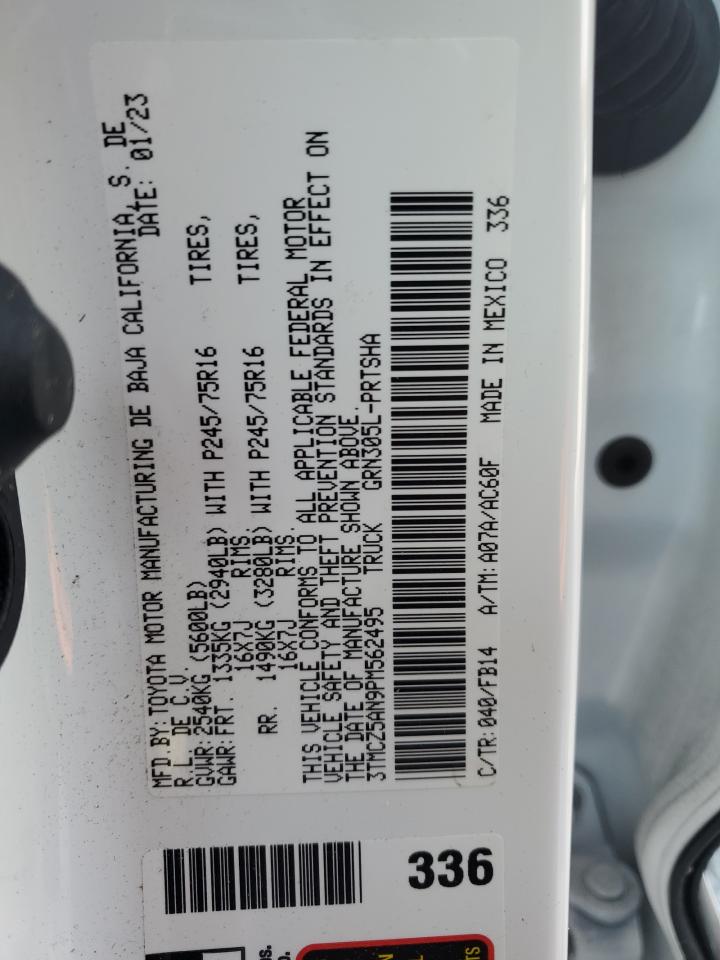 MFD.BY:TOYOTA MOTOR MANUFACTURING DE BAJA CALIFORNIA, S. DE
R.L. DE C.V. DATE: 01/23
GVWR:2540KG (5600LB)
GAWR:FRT. 1335KG (2940LB) WITH P245/75R16 TIRES,
16X7J RIMS.
RR. 1490KG (3280LB) WITH P245/75R16 TIRES,
16X7J RIMS.
THIS VEHICLE CONFORMS TO ALL APPLICABLE FEDERAL MOTOR
VEHICLE SAFETY AND THEFT PREVENTION STANDARDS IN EFFECT ON
THE DATE OF MANUFACTURE SHOWN ABOVE.
3TMCZ5AN9PM562495 TRUCK GRN305L-PRTSHA
C/TR:040/FB14 A/TM:A07A/AC60F MADE IN MEXICO 336
336